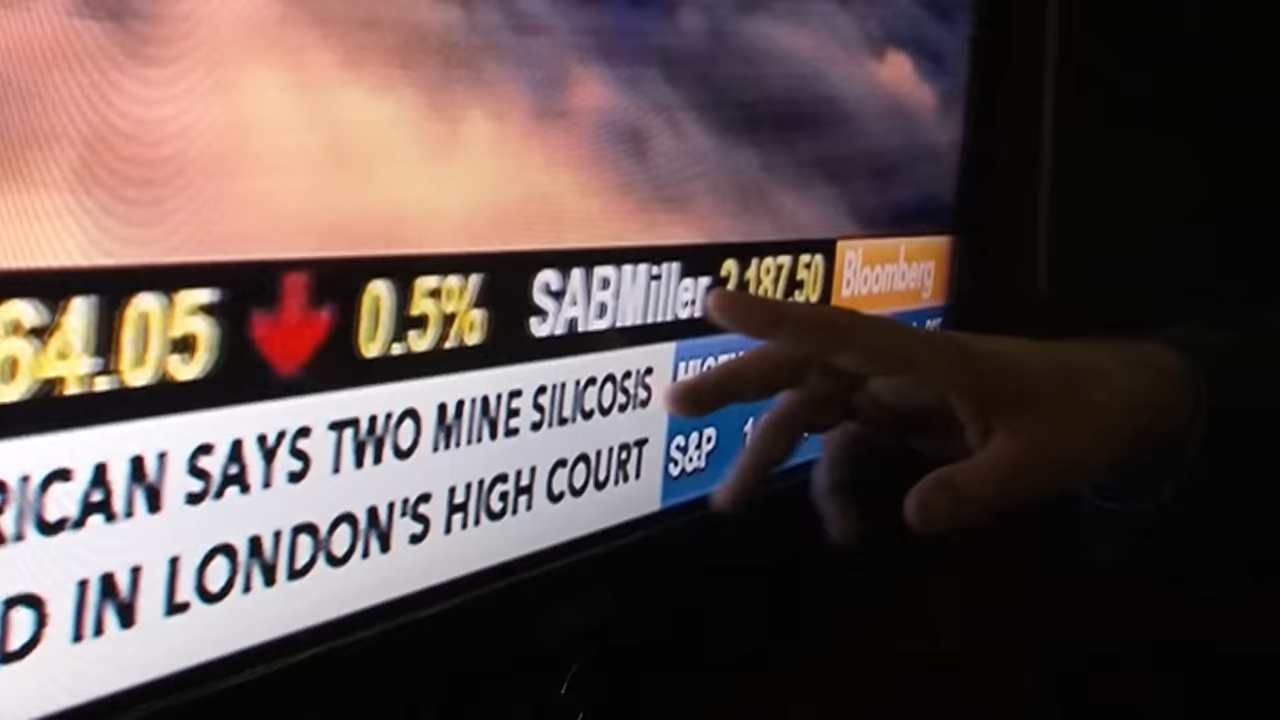 64.05 0.5% SABMiller 2,187.50 Bloomberg
RICAN SAYS TWO MINE SILICOSIS
D IN LONDON'S HIGH COURT
S&P